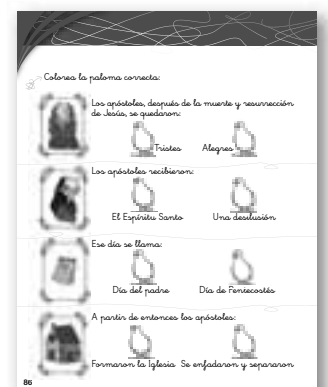 Colorea la paloma correcta:
Los apóstoles, después de la muerte y resurrección
de Jesús, se quedaron:
Tristes Alegres
Los apóstoles recibieron:
El Espíritu Santo Una desilusión
Ese día se llama:
Día del padre Día de Pentecostés
A partir de entonces los apóstoles:
Formaron la Iglesia Se enfadaron y separaron
86